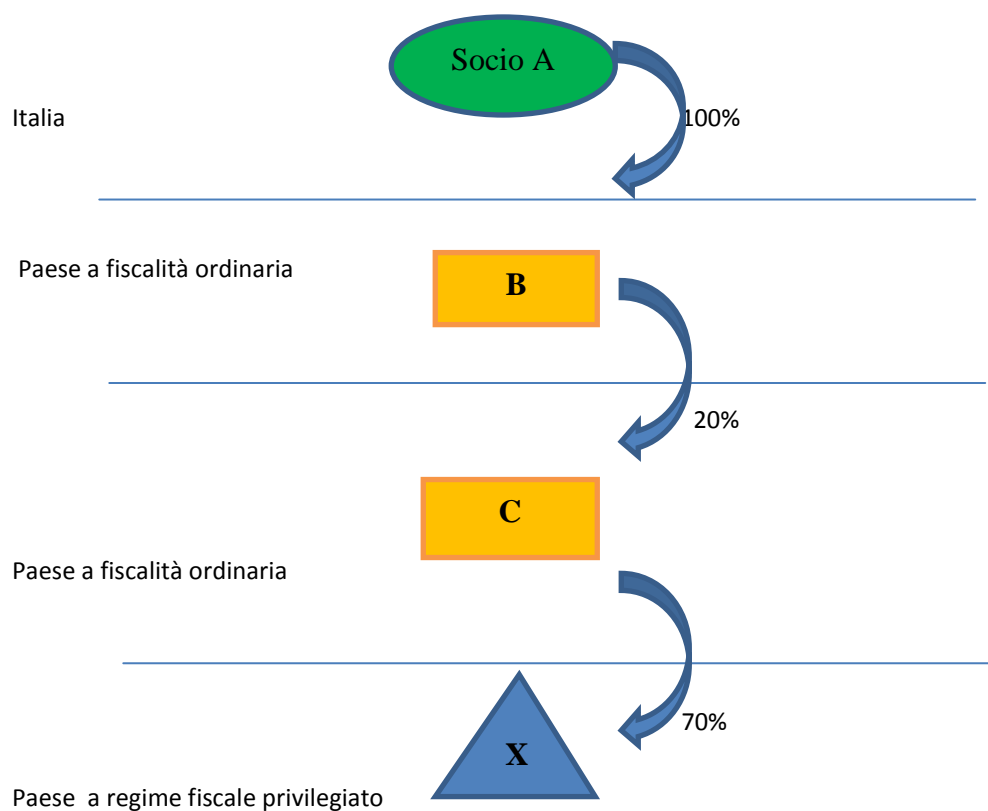 Socio A
Italia
100%
Paese a fiscalità ordinaria
B
20%
C
Paese a fiscalità ordinaria
70%
X
Paese a regime fiscale privilegiato